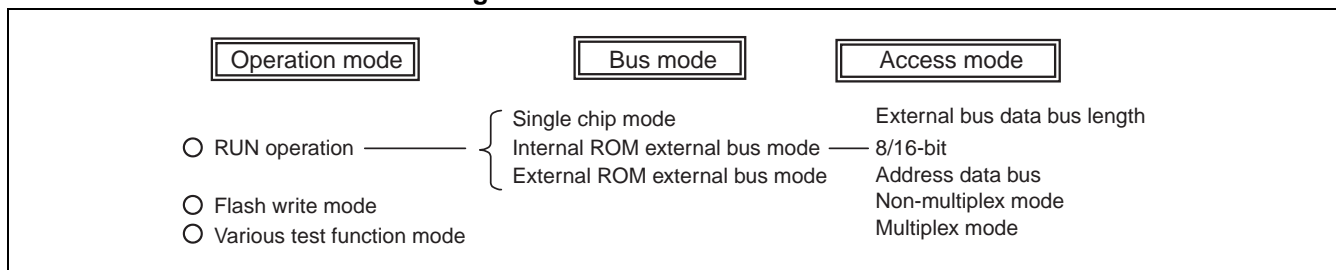 Operation mode
Bus mode
Access mode
RUN operation
Flash write mode
Various test function mode
Single chip mode
Internal ROM external bus mode
External ROM external bus mode
External bus data bus length
8/16-bit
Address data bus
Non-multiplex mode
Multiplex mode